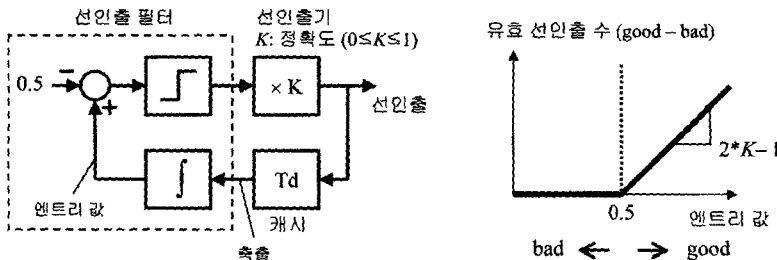 선인출 필터
선인출기
K: 정확도 (0≤K≤1)
0.5
−
+
× K
선인출
∫
Td
엔트리 값
캐시
축출
유효 선인출 수 (good – bad)
2*K–1
0.5
엔트리 값
bad
good